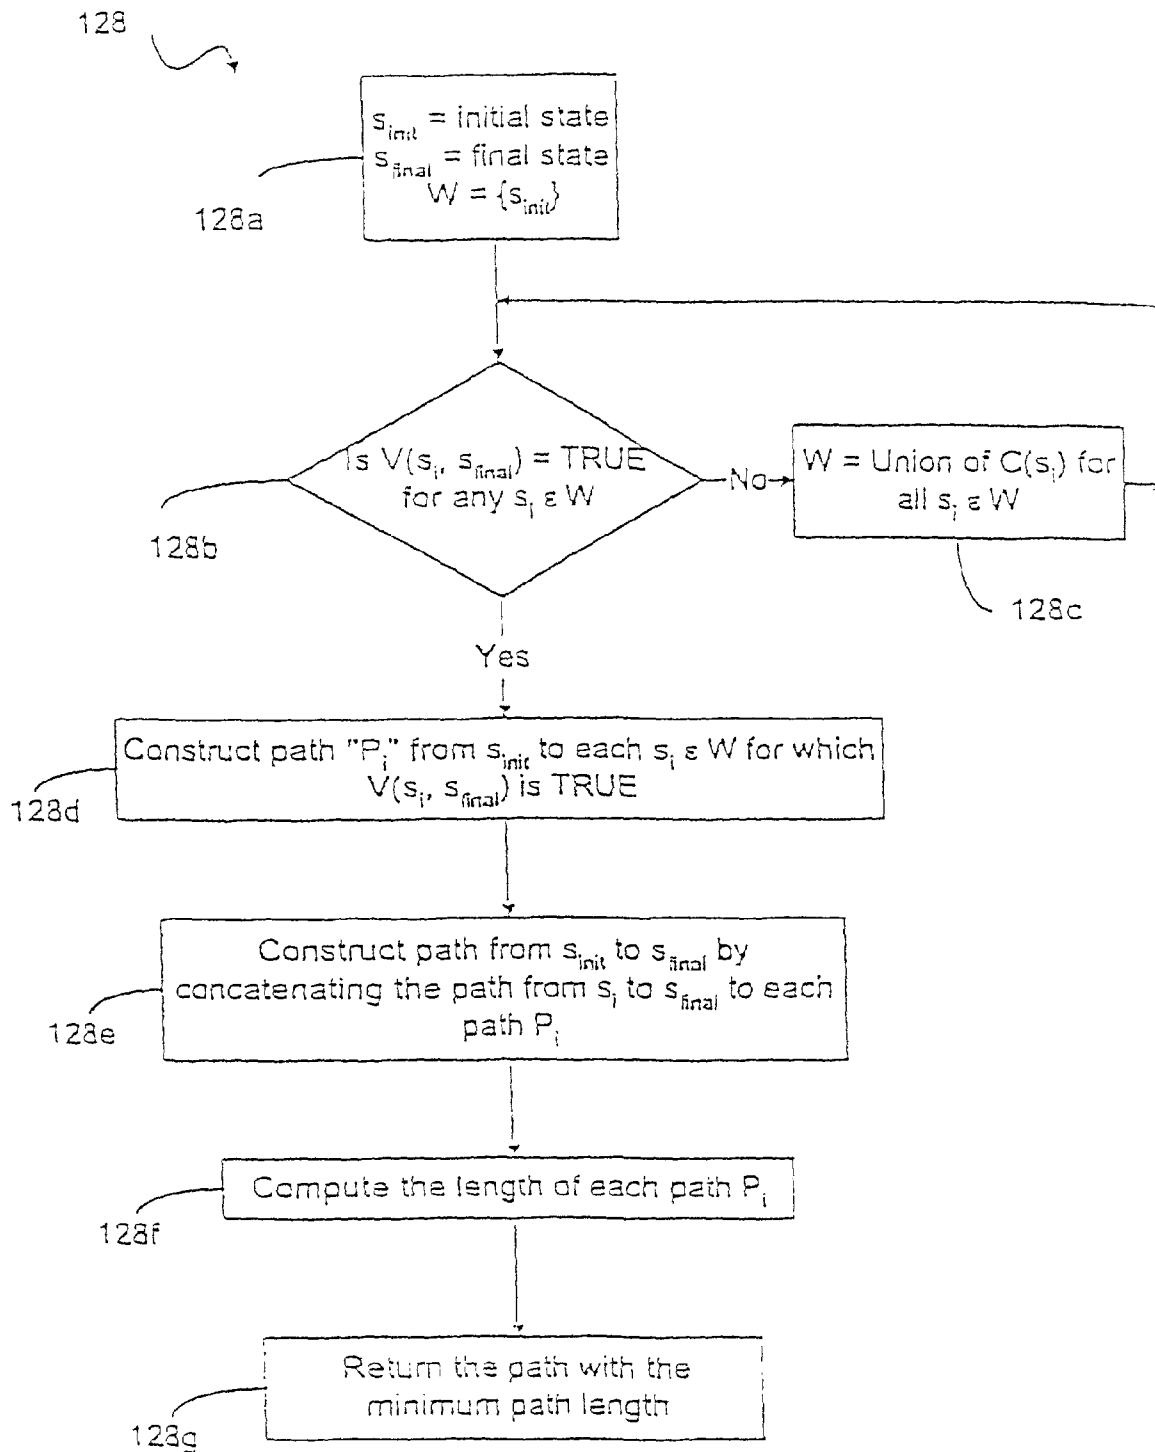 128
s_init = initial state
s_final = final state
W = {s_init}
128a
Is V(s_i, s_final) = TRUE
for any s_i ε W
128b
No
W = Union of C(s_i) for
all s_i ε W
128c
Yes
Construct path "P_i" from s_init to each s_i ε W for which
V(s_i, s_final) is TRUE
128d
Construct path from s_init to s_final by
concatenating the path from s_i to s_final to each
path P_i
128e
Compute the length of each path P_i
128f
Return the path with the
minimum path length
128g